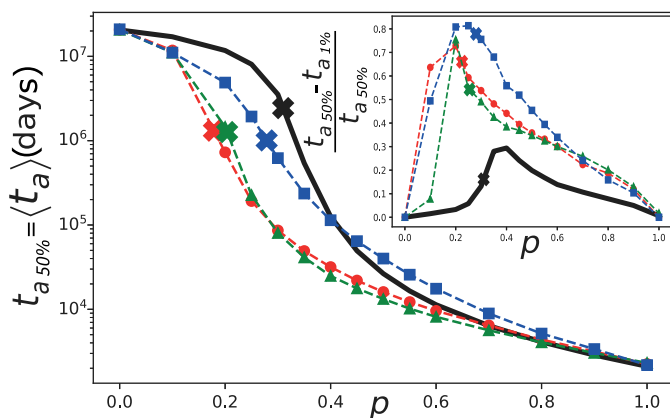 10⁷
10⁶
10⁵
10⁴
t_{a 50%} = ⟨t_a⟩(days)
0.0 0.2 0.4 0.6 0.8 1.0
p
t_{a 50%} - t_{a 1%}
t_{a 50%}
0.8
0.7
0.6
0.5
0.4
0.3
0.2
0.1
0.0
0.0 0.2 0.4 0.6 0.8 1.0
p